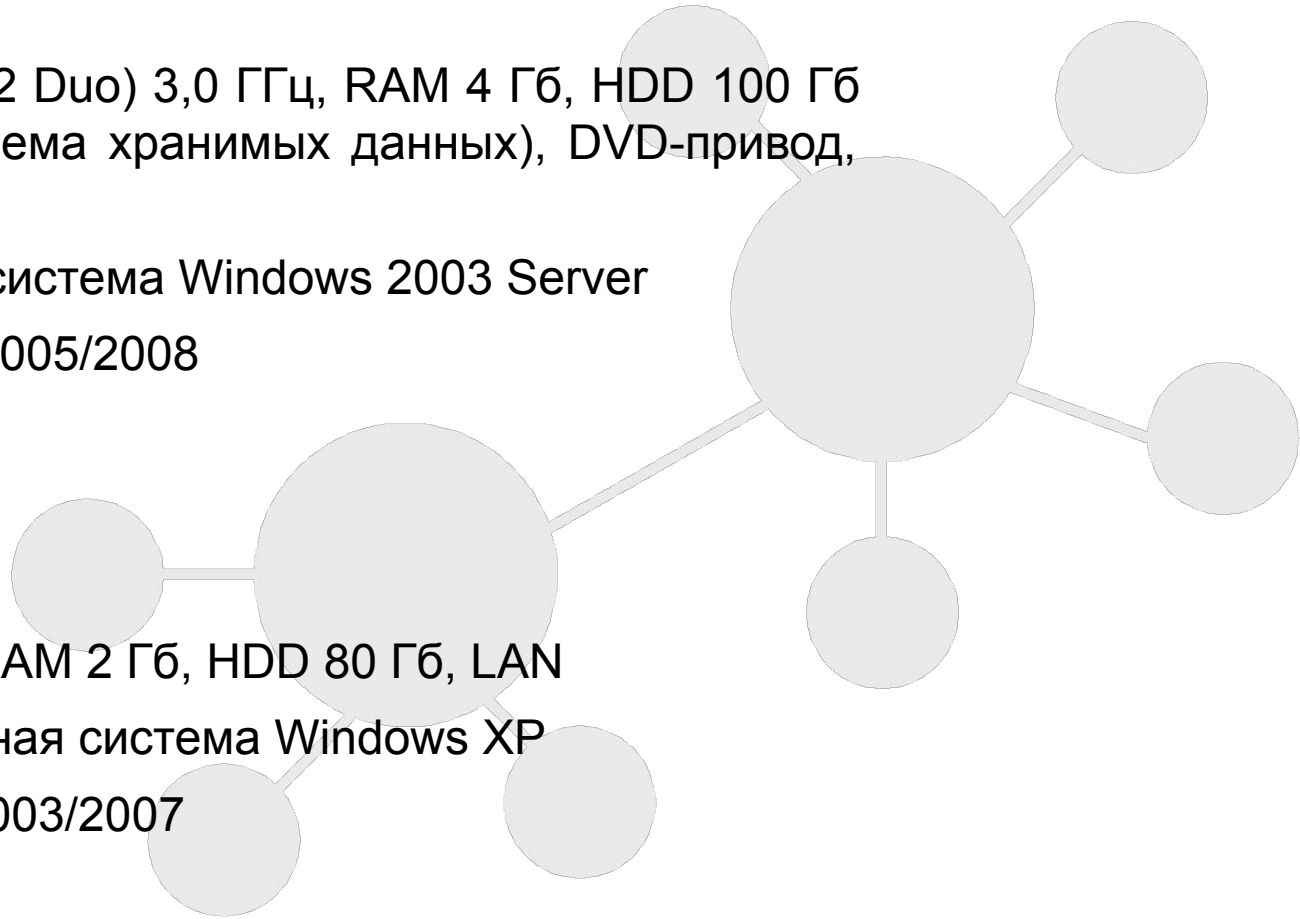 2 Duo) 3,0 ГГц, RAM 4 Гб, HDD 100 Гб
ема хранимых данных), DVD-привод,
система Windows 2003 Server
005/2008
AM 2 Гб, HDD 80 Гб, LAN
ная система Windows XP
003/2007